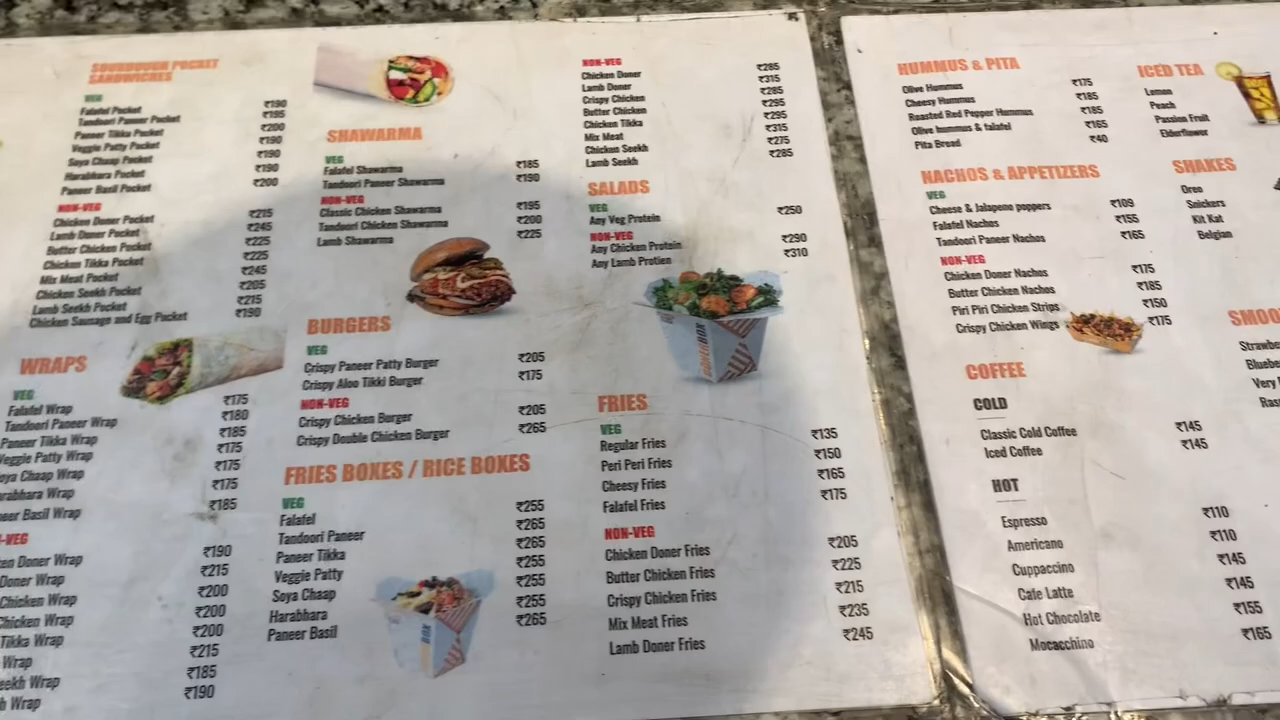 SOURDOUGH POCKET
SANDWICHES
VEG
Falafel Pocket ₹190
Tandoori Paneer Pocket ₹195
Paneer Tikka Pocket ₹200
Veggie Patty Pocket ₹190
Soya Chaap Pocket ₹190
Harabhara Pocket ₹190
Paneer Basil Pocket ₹200
NON-VEG
Chicken Doner Pocket ₹215
Lamb Doner Pocket ₹245
Butter Chicken Pocket ₹225
Chicken Tikka Pocket ₹225
Mix Meat Pocket ₹245
Chicken Seekh Pocket ₹205
Lamb Seekh Pocket ₹215
Chicken Sausage and Egg Pocket ₹190
WRAPS
VEG
Falafel Wrap ₹175
Tandoori Paneer Wrap ₹180
Paneer Tikka Wrap ₹185
Veggie Patty Wrap ₹175
oya Chaap Wrap ₹175
arabhara Wrap ₹175
eer Basil Wrap ₹185
-VEG
en Doner Wrap ₹190
Doner Wrap ₹215
Chicken Wrap ₹200
Chicken Wrap ₹200
Tikka Wrap ₹200
Wrap ₹215
eekh Wrap ₹185
h Wrap ₹190
SHAWARMA
VEG
Falafel Shawarma ₹185
Tandoori Paneer Shawarma ₹190
NON-VEG
Classic Chicken Shawarma ₹195
Tandoori Chicken Shawarma ₹200
Lamb Shawarma ₹225
BURGERS
VEG
Crispy Paneer Patty Burger ₹205
Crispy Aloo Tikki Burger ₹175
NON-VEG
Crispy Chicken Burger ₹205
Crispy Double Chicken Burger ₹265
FRIES BOXES / RICE BOXES
VEG
Falafel ₹255
Tandoori Paneer ₹265
Paneer Tikka ₹265
Veggie Patty ₹255
Soya Chaap ₹255
Harabhara ₹255
Paneer Basil ₹265
NON-VEG
Chicken Doner ₹285
Lamb Doner ₹315
Crispy Chicken ₹285
Butter Chicken ₹295
Chicken Tikka ₹295
Mix Meat ₹315
Chicken Seekh ₹275
Lamb Seekh ₹285
SALADS
VEG
Any Veg Protein ₹250
NON-VEG
Any Chicken Protein ₹290
Any Lamb Protien ₹310
FRIES
VEG
Regular Fries ₹135
Peri Peri Fries ₹150
Cheesy Fries ₹165
Falafel Fries ₹175
NON-VEG
Chicken Doner Fries ₹205
Butter Chicken Fries ₹225
Crispy Chicken Fries ₹215
Mix Meat Fries ₹235
Lamb Doner Fries ₹245
HUMMUS & PITA
Olive Hummus ₹175
Cheesy Hummus ₹185
Roasted Red Pepper Hummus ₹185
Olive hummus & falafel ₹165
Pita Bread ₹40
NACHOS & APPETIZERS
VEG
Cheese & Jalapeno poppers ₹109
Falafel Nachos ₹155
Tandoori Paneer Nachos ₹165
NON-VEG
Chicken Doner Nachos ₹175
Butter Chicken Nachos ₹185
Piri Piri Chicken Strips ₹150
Crispy Chicken Wings ₹175
COFFEE
COLD
Classic Cold Coffee ₹145
Iced Coffee ₹145
HOT
Espresso ₹110
Americano ₹110
Cuppaccino ₹145
Cafe Latte ₹145
Hot Chocolate ₹155
Mocacchino ₹165
ICED TEA
Lemon
Peach
Passion Fruit
Elderflower
SHAKES
Oreo
Snickers
Kit Kat
Belgian
SMOO
Strawbe
Bluebe
Very
Ras